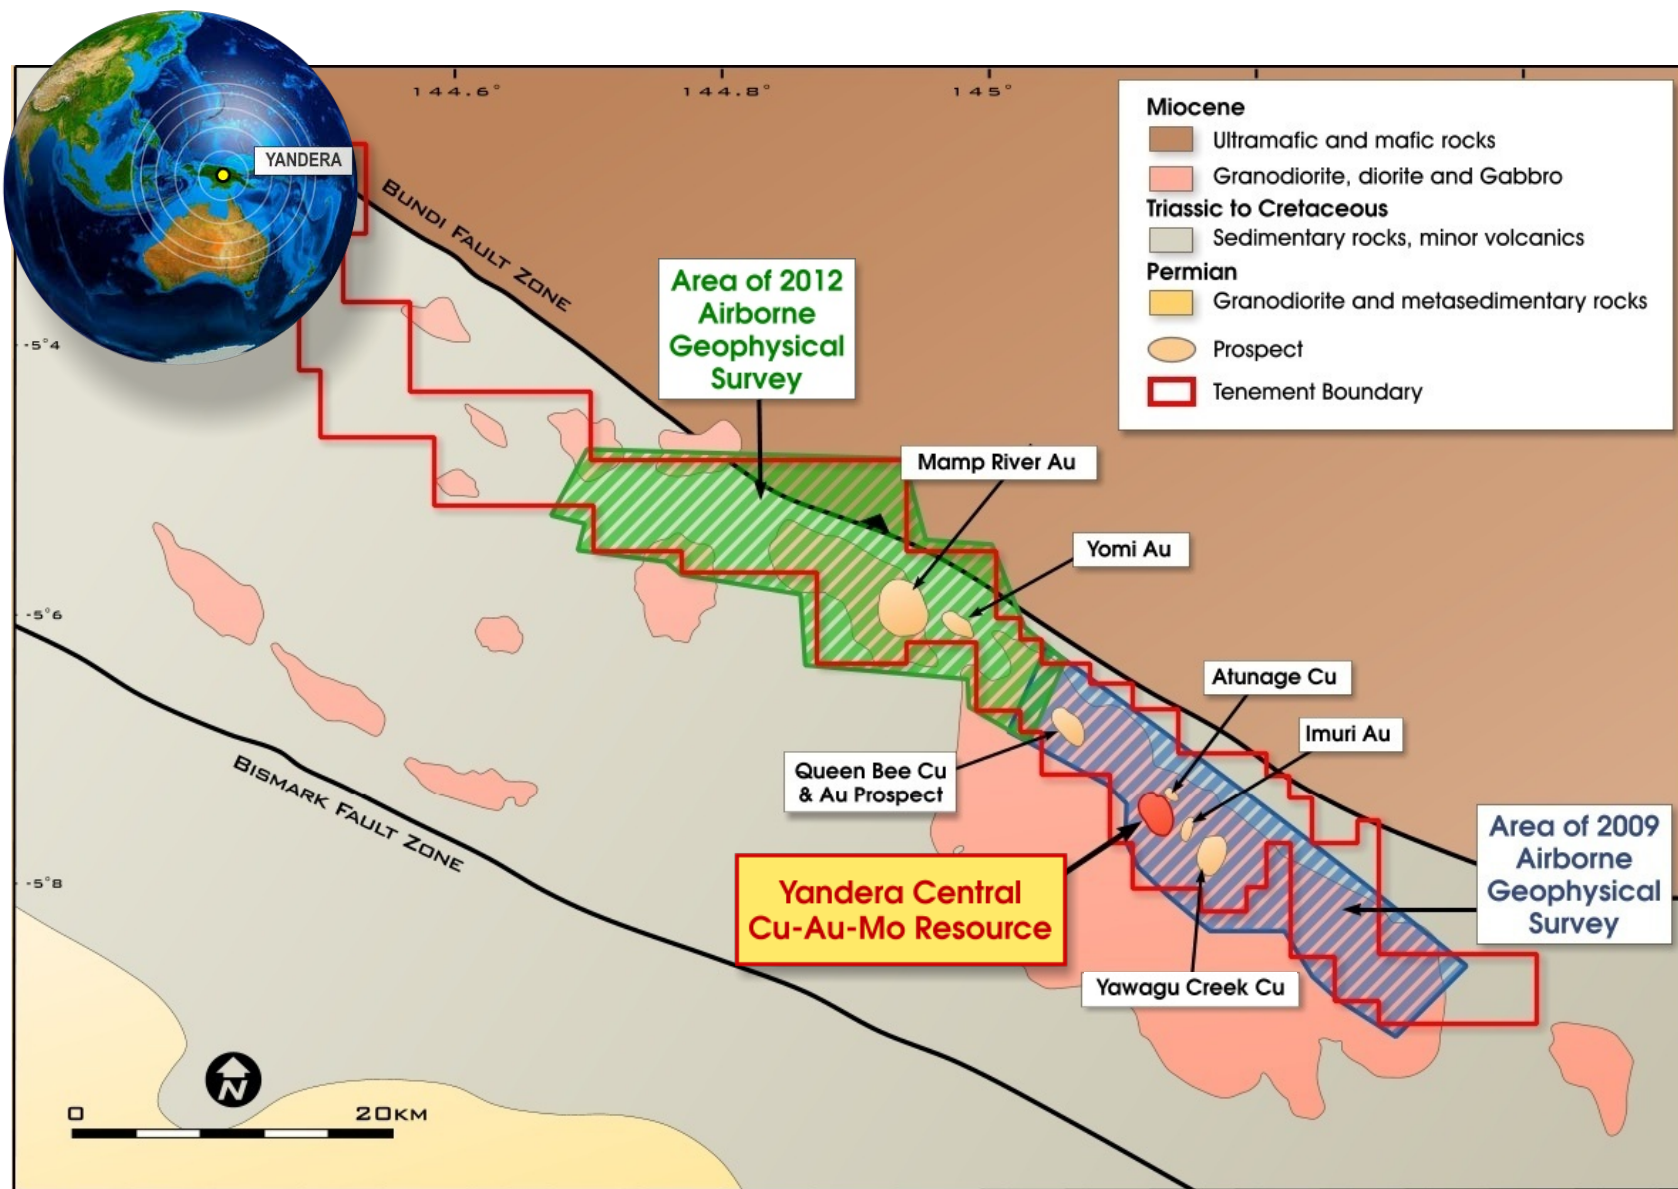 YANDERA
144.6°
144.8°
145°
-5°4
-5°6
-5°8
BUNDI FAULT ZONE
BISMARK FAULT ZONE
Miocene
Ultramafic and mafic rocks
Granodiorite, diorite and Gabbro
Triassic to Cretaceous
Sedimentary rocks, minor volcanics
Permian
Granodiorite and metasedimentary rocks
Prospect
Tenement Boundary
Area of 2012
Airborne
Geophysical
Survey
Mamp River Au
Yomi Au
Atunage Cu
Imuri Au
Queen Bee Cu
& Au Prospect
Yandera Central
Cu-Au-Mo Resource
Yawagu Creek Cu
Area of 2009
Airborne
Geophysical
Survey
N
0 20KM